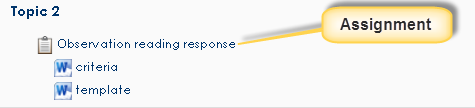 Topic 2
Assignment
Observation reading response
criteria
template